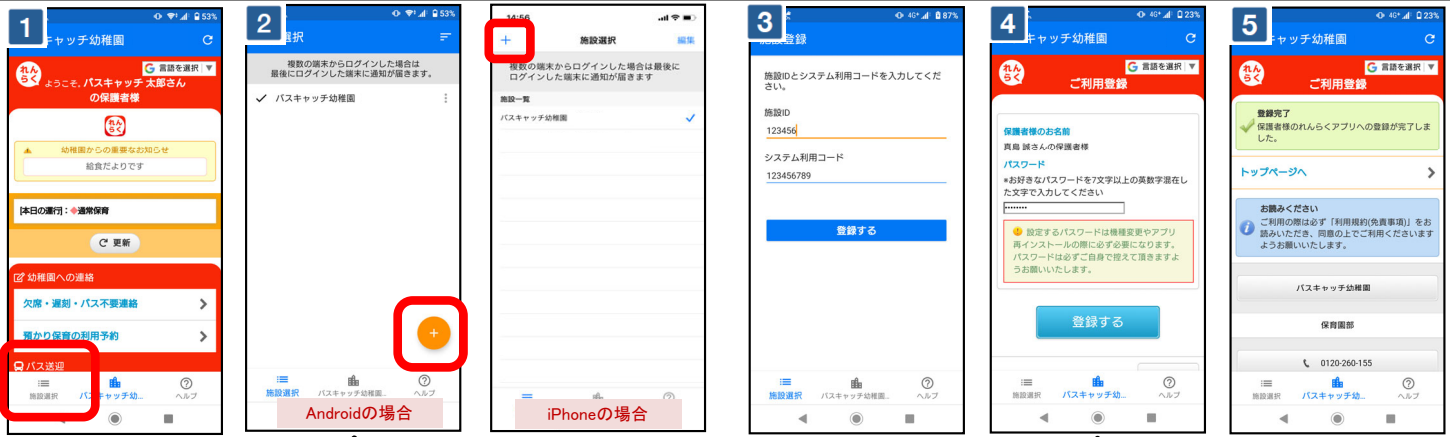 1
53%
キャッチ幼稚園
れん
らく
G 言語を選択 ▼
ようこそ、バスキャッチ 太郎さん
の保護者様
れん
らく
幼稚園からの重要なお知らせ
給食だよりです
[本日の運行]：◆通常保育
更新
幼稚園への連絡
欠席・遅刻・バス不要連絡
預かり保育の利用予約
バス送迎
施設選択
バスキャッチ幼...
ヘルプ
2
53%
選択
複数の端末からログインした場合は
最後にログインした端末に通知が届きます。
バスキャッチ幼稚園
+
施設選択
バスキャッチ幼稚園...
ヘルプ
Androidの場合
14:56
+
施設選択
編集
複数の端末からログインした場合は最後に
ログインした端末に通知が届きます
施設一覧
バスキャッチ幼稚園
iPhoneの場合
3
4G+
87%
施設登録
施設IDとシステム利用コードを入力してくだ
さい。
施設ID
123456
システム利用コード
123456789
登録する
施設選択
バスキャッチ幼稚園...
ヘルプ
4
4G+
23%
キャッチ幼稚園
れん
らく
G 言語を選択 ▼
ご利用登録
保護者様のお名前
真島 誠さんの保護者様
パスワード
*お好きなパスワードを7文字以上の英数字混在し
た文字で入力してください
········
設定するパスワードは機種変更やアプリ
再インストールの際に必ず必要になります。
パスワードは必ずご自身で控えて頂きますよ
うお願いいたします。
登録する
施設選択
バスキャッチ幼...
ヘルプ
5
4G+
23%
キャッチ幼稚園
れん
らく
G 言語を選択 ▼
ご利用登録
登録完了
保護者様のれんらくアプリへの登録が完了しま
した。
トップページへ
お読みください
ご利用の際は必ず「利用規約(免責事項)」をお
読みいただき、同意の上でご利用くださいます
ようお願いいたします。
バスキャッチ幼稚園
保育園部
0120-260-155
施設選択
バスキャッチ幼...
ヘルプ